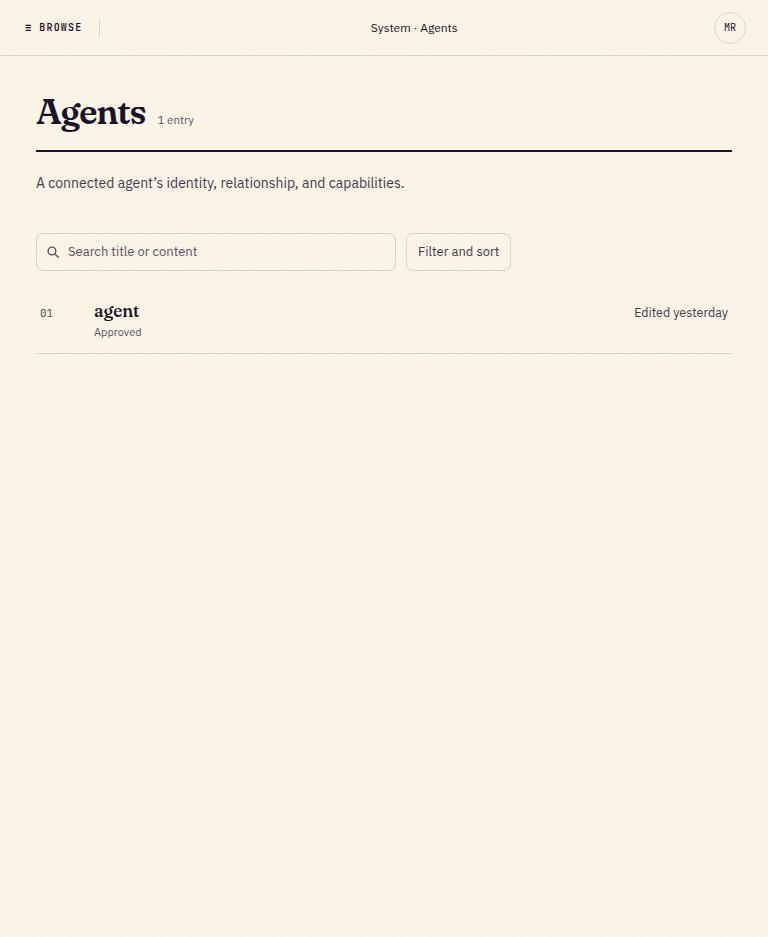 ≡ BROWSE
System · Agents
MR
Agents 1 entry
A connected agent’s identity, relationship, and capabilities.
Search title or content
Filter and sort
01 agent Edited yesterday
Approved